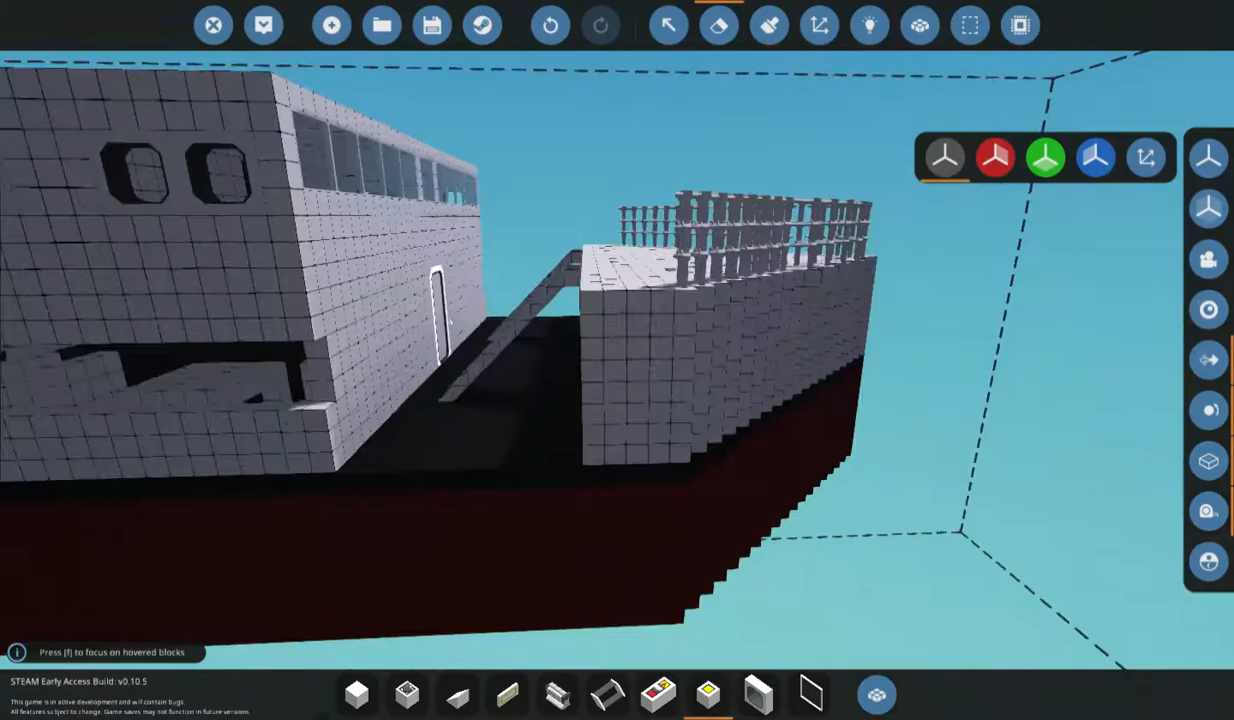 Press [f] to focus on hovered blocks
STEAM Early Access Build: v0.10.5
This game is in active development and will contain bugs.
All features subject to change. Game saves may not function in future versions.